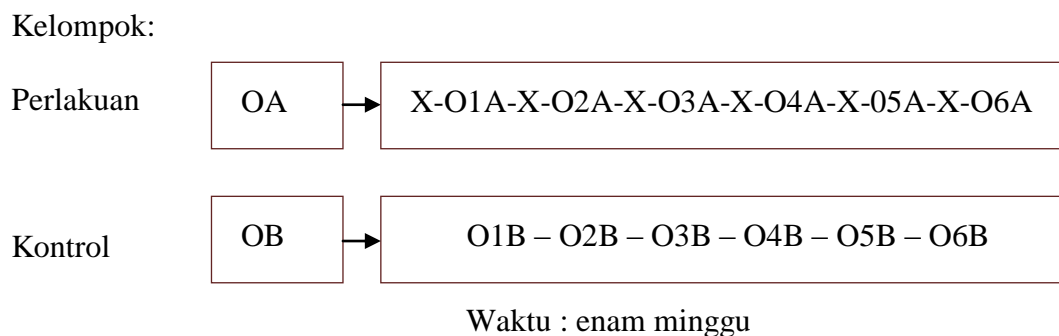 Kelompok:
Perlakuan OA X-O1A-X-O2A-X-O3A-X-O4A-X-05A-X-O6A
Kontrol OB O1B – O2B – O3B – O4B – O5B – O6B
Waktu : enam minggu